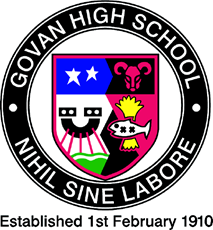 GOVAN HIGH SCHOOL
NIHIL SINE LABORE
Established 1st February 1910